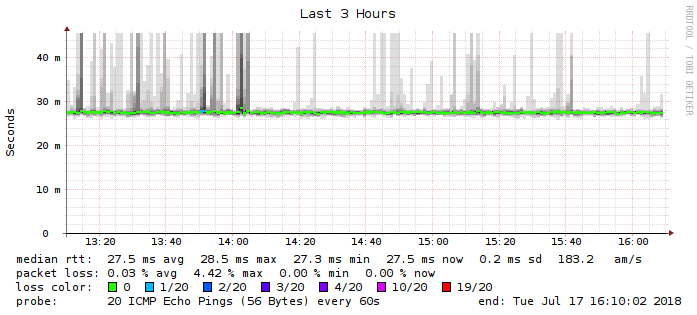 Last 3 Hours
RRDTOOL / TOBI OETIKER
Seconds
40 m
30 m
20 m
10 m
0
13:20 13:40 14:00 14:20 14:40 15:00 15:20 15:40 16:00
median rtt: 27.5 ms avg 28.5 ms max 27.3 ms min 27.5 ms now 0.2 ms sd 183.2 am/s
packet loss: 0.03 % avg 4.42 % max 0.00 % min 0.00 % now
loss color: 0 1/20 2/20 3/20 4/20 10/20 19/20
probe: 20 ICMP Echo Pings (56 Bytes) every 60s end: Tue Jul 17 16:10:02 2018